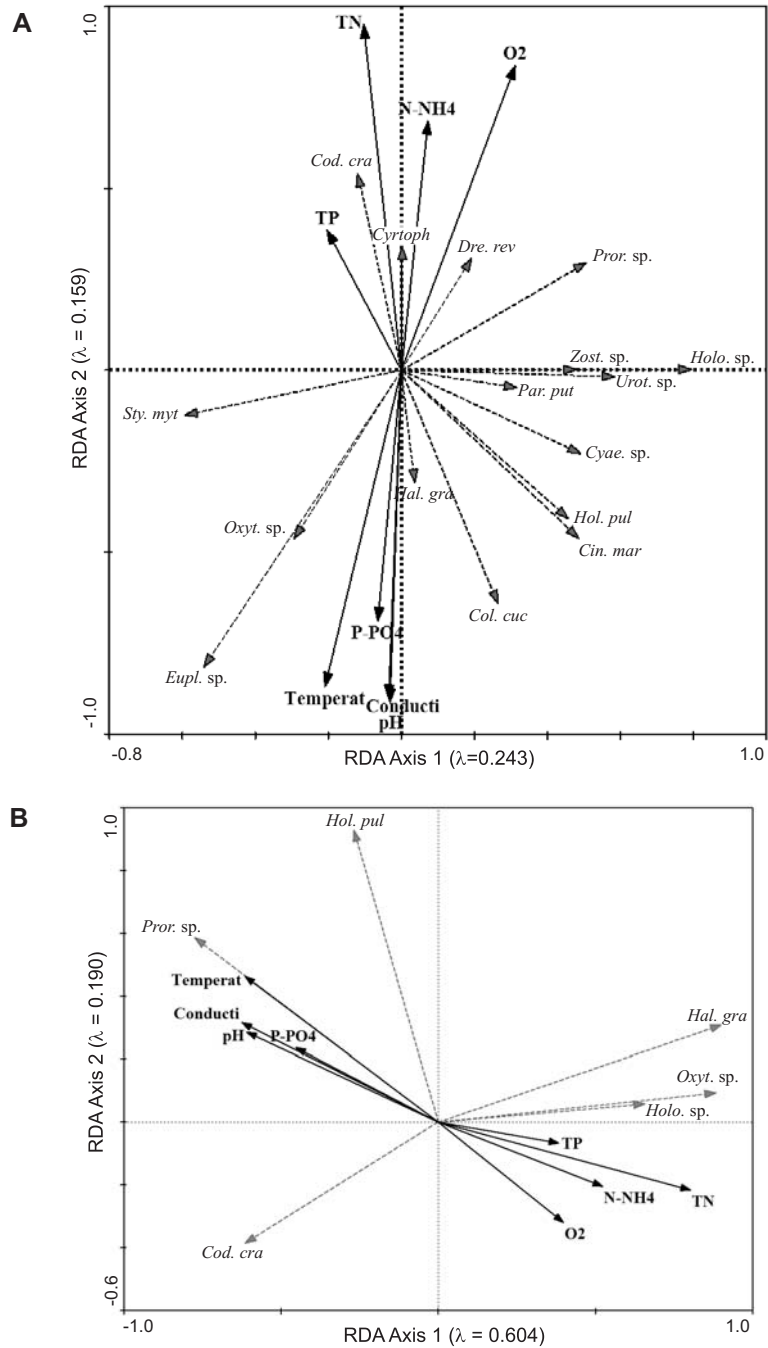 A
1.0
TN
O2
N-NH4
Cod. cra
TP
Cyrtoph
Dre. rev
Pror. sp.
RDA Axis 2 (λ = 0.159)
Zost. sp.
Holo. sp.
Urot. sp.
Par. put
Sty. myt
Cyae. sp.
Hal. gra
Oxyt. sp.
Hol. pul
Cin. mar
Col. cuc
P-PO4
Eupl. sp.
Temperat
Conducti
pH
-1.0
-0.8
RDA Axis 1 (λ=0.243)
1.0
B
1.0
Hol. pul
Pror. sp.
Temperat
Conducti
pH
P-PO4
Hal. gra
RDA Axis 2 (λ = 0.190)
Oxyt. sp.
Holo. sp.
TP
N-NH4
TN
O2
Cod. cra
-0.6
-1.0
RDA Axis 1 (λ = 0.604)
1.0